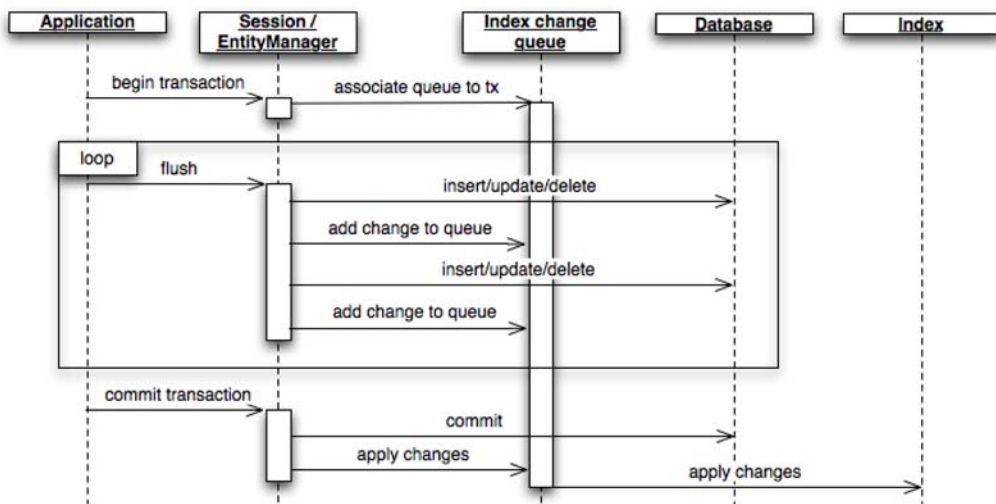 Application
Session /
EntityManager
Index change
queue
Database
Index
begin transaction
associate queue to tx
loop
flush
insert/update/delete
add change to queue
insert/update/delete
add change to queue
commit transaction
commit
apply changes
apply changes